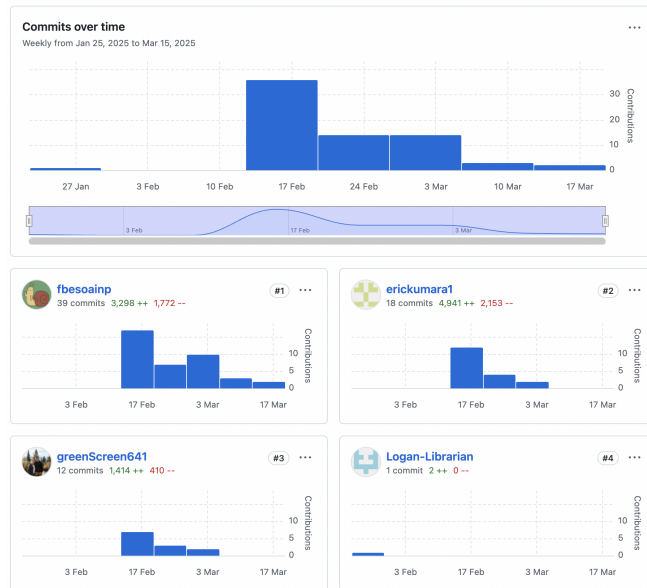 Commits over time
Weekly from Jan 25, 2025 to Mar 15, 2025
30
20
10
0
Contributions
27 Jan 3 Feb 10 Feb 17 Feb 24 Feb 3 Mar 10 Mar 17 Mar
3 Feb 17 Feb 3 Mar
fbesoainp #1
39 commits 3,298 ++ 1,772 --
10
5
0
Contributions
3 Feb 17 Feb 3 Mar 17 Mar
erickumara1 #2
18 commits 4,941 ++ 2,153 --
10
5
0
Contributions
3 Feb 17 Feb 3 Mar 17 Mar
greenScreen641 #3
12 commits 1,414 ++ 410 --
10
5
0
Contributions
3 Feb 17 Feb 3 Mar 17 Mar
Logan-Librarian #4
1 commit 2 ++ 0 --
10
5
0
Contributions
3 Feb 17 Feb 3 Mar 17 Mar